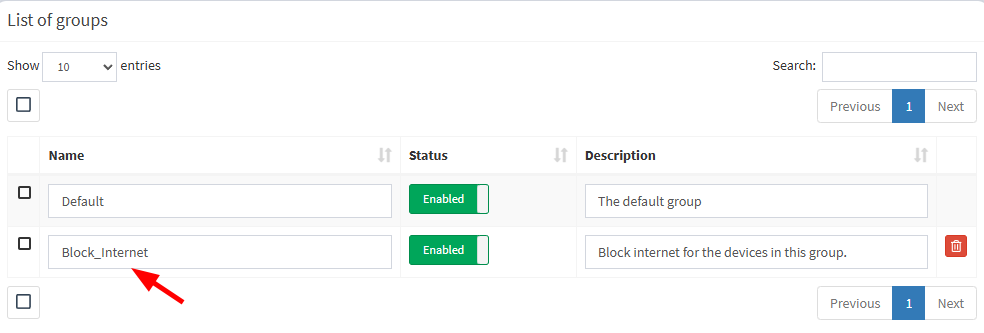 List of groups
Show 10 entries Search:
Previous 1 Next
Name Status Description
Default Enabled The default group
Block_Internet Enabled Block internet for the devices in this group.
Previous 1 Next